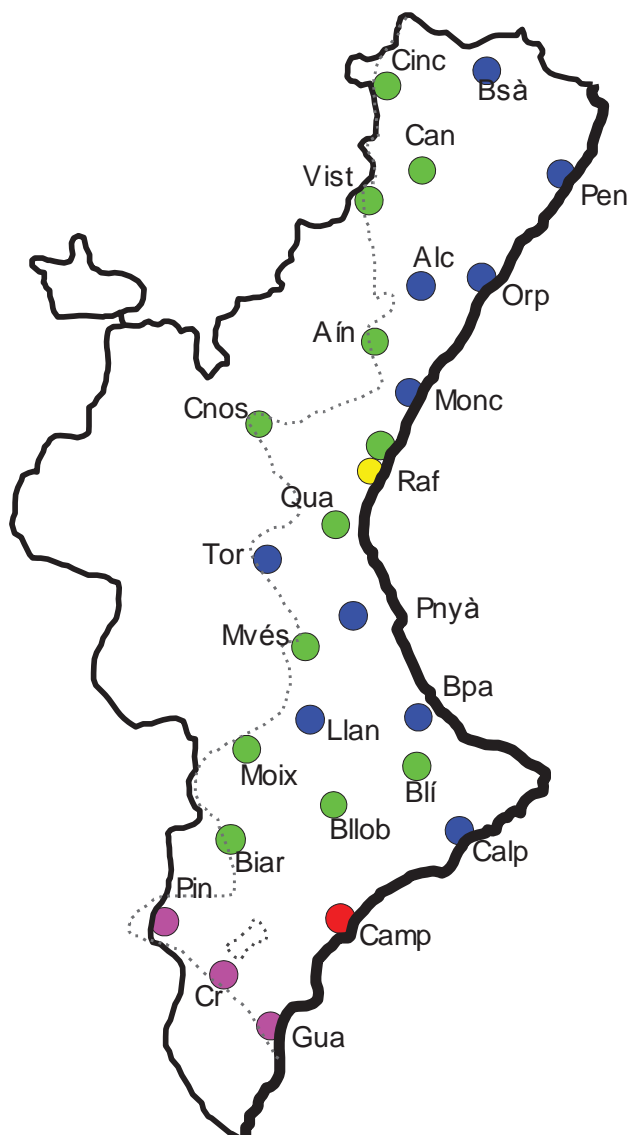 Cinc
Bsà
Can
Vist
Pen
Alc
Orp
Aín
Monc
Cnos
Raf
Qua
Tor
Pnyà
Mvés
Bpa
Llan
Moix
Blí
Bllob
Calp
Biar
Pin
Camp
Cr
Gua